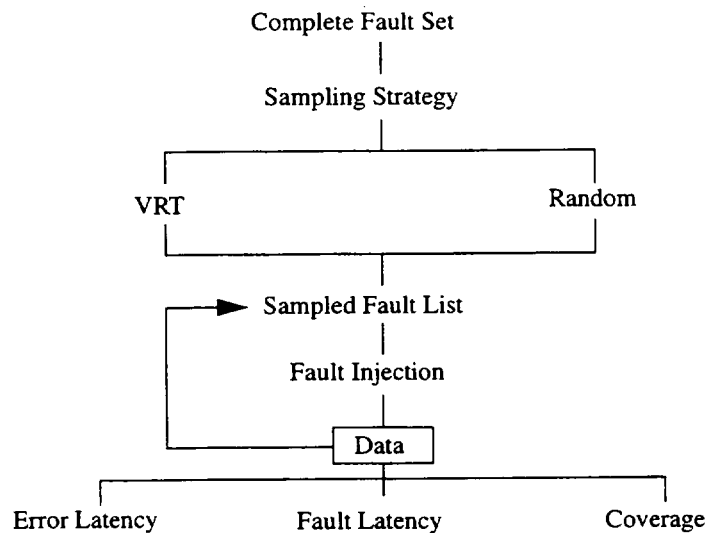 Complete Fault Set
Sampling Strategy
VRT
Random
Sampled Fault List
Fault Injection
Data
Error Latency
Fault Latency
Coverage